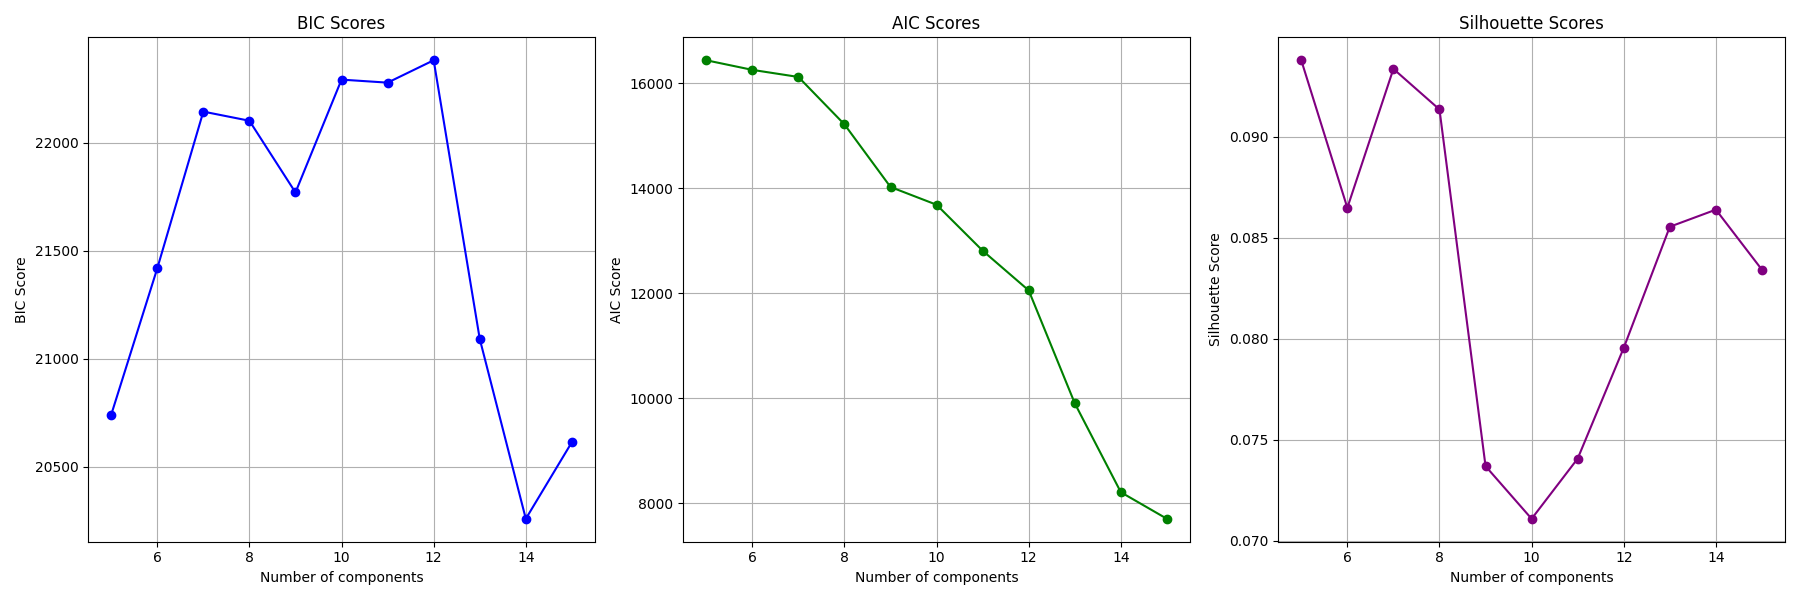 BIC Scores
BIC Score
22000
21500
21000
20500
6 8 10 12 14
Number of components
AIC Scores
AIC Score
16000
14000
12000
10000
8000
6 8 10 12 14
Number of components
Silhouette Scores
Silhouette Score
0.090
0.085
0.080
0.075
0.070
6 8 10 12 14
Number of components